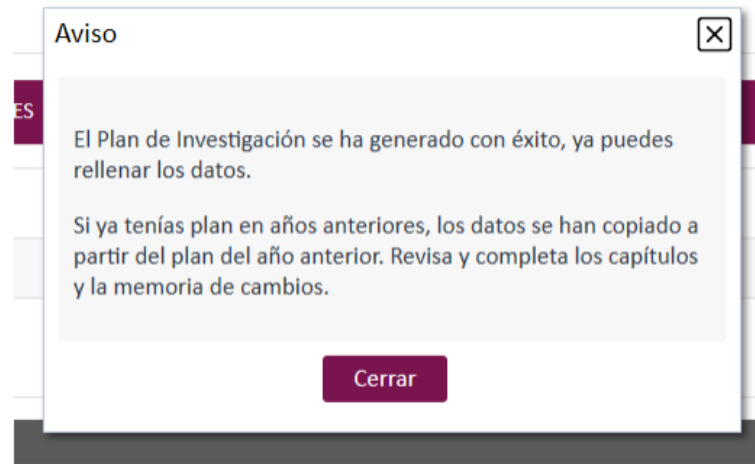 Aviso
ES
El Plan de Investigación se ha generado con éxito, ya puedes
rellenar los datos.
Si ya tenías plan en años anteriores, los datos se han copiado a
partir del plan del año anterior. Revisa y completa los capítulos
y la memoria de cambios.
Cerrar